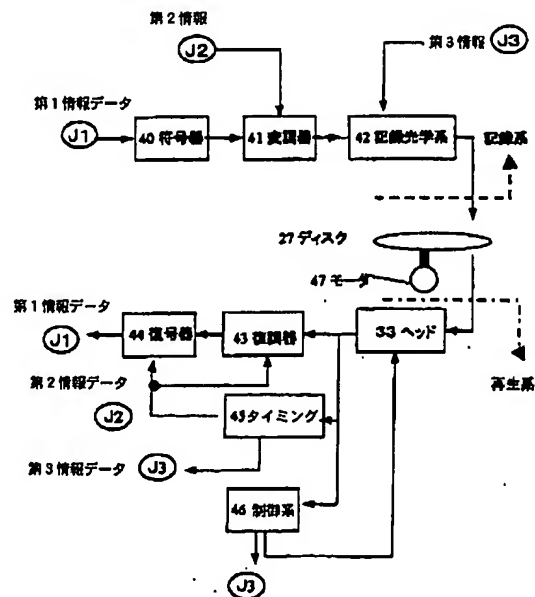 第2情報
J2
第3情報 J3
第1情報データ
J1
40 符号器
41 変調器
42 記録光学系
記録系
27 ディスク
47 モータ
第1情報データ
J1
44 復号器
43 復調器
33 ヘッド
再生系
第2情報データ
J2
45タイミング
第3情報データ J3
46 制御系
J3